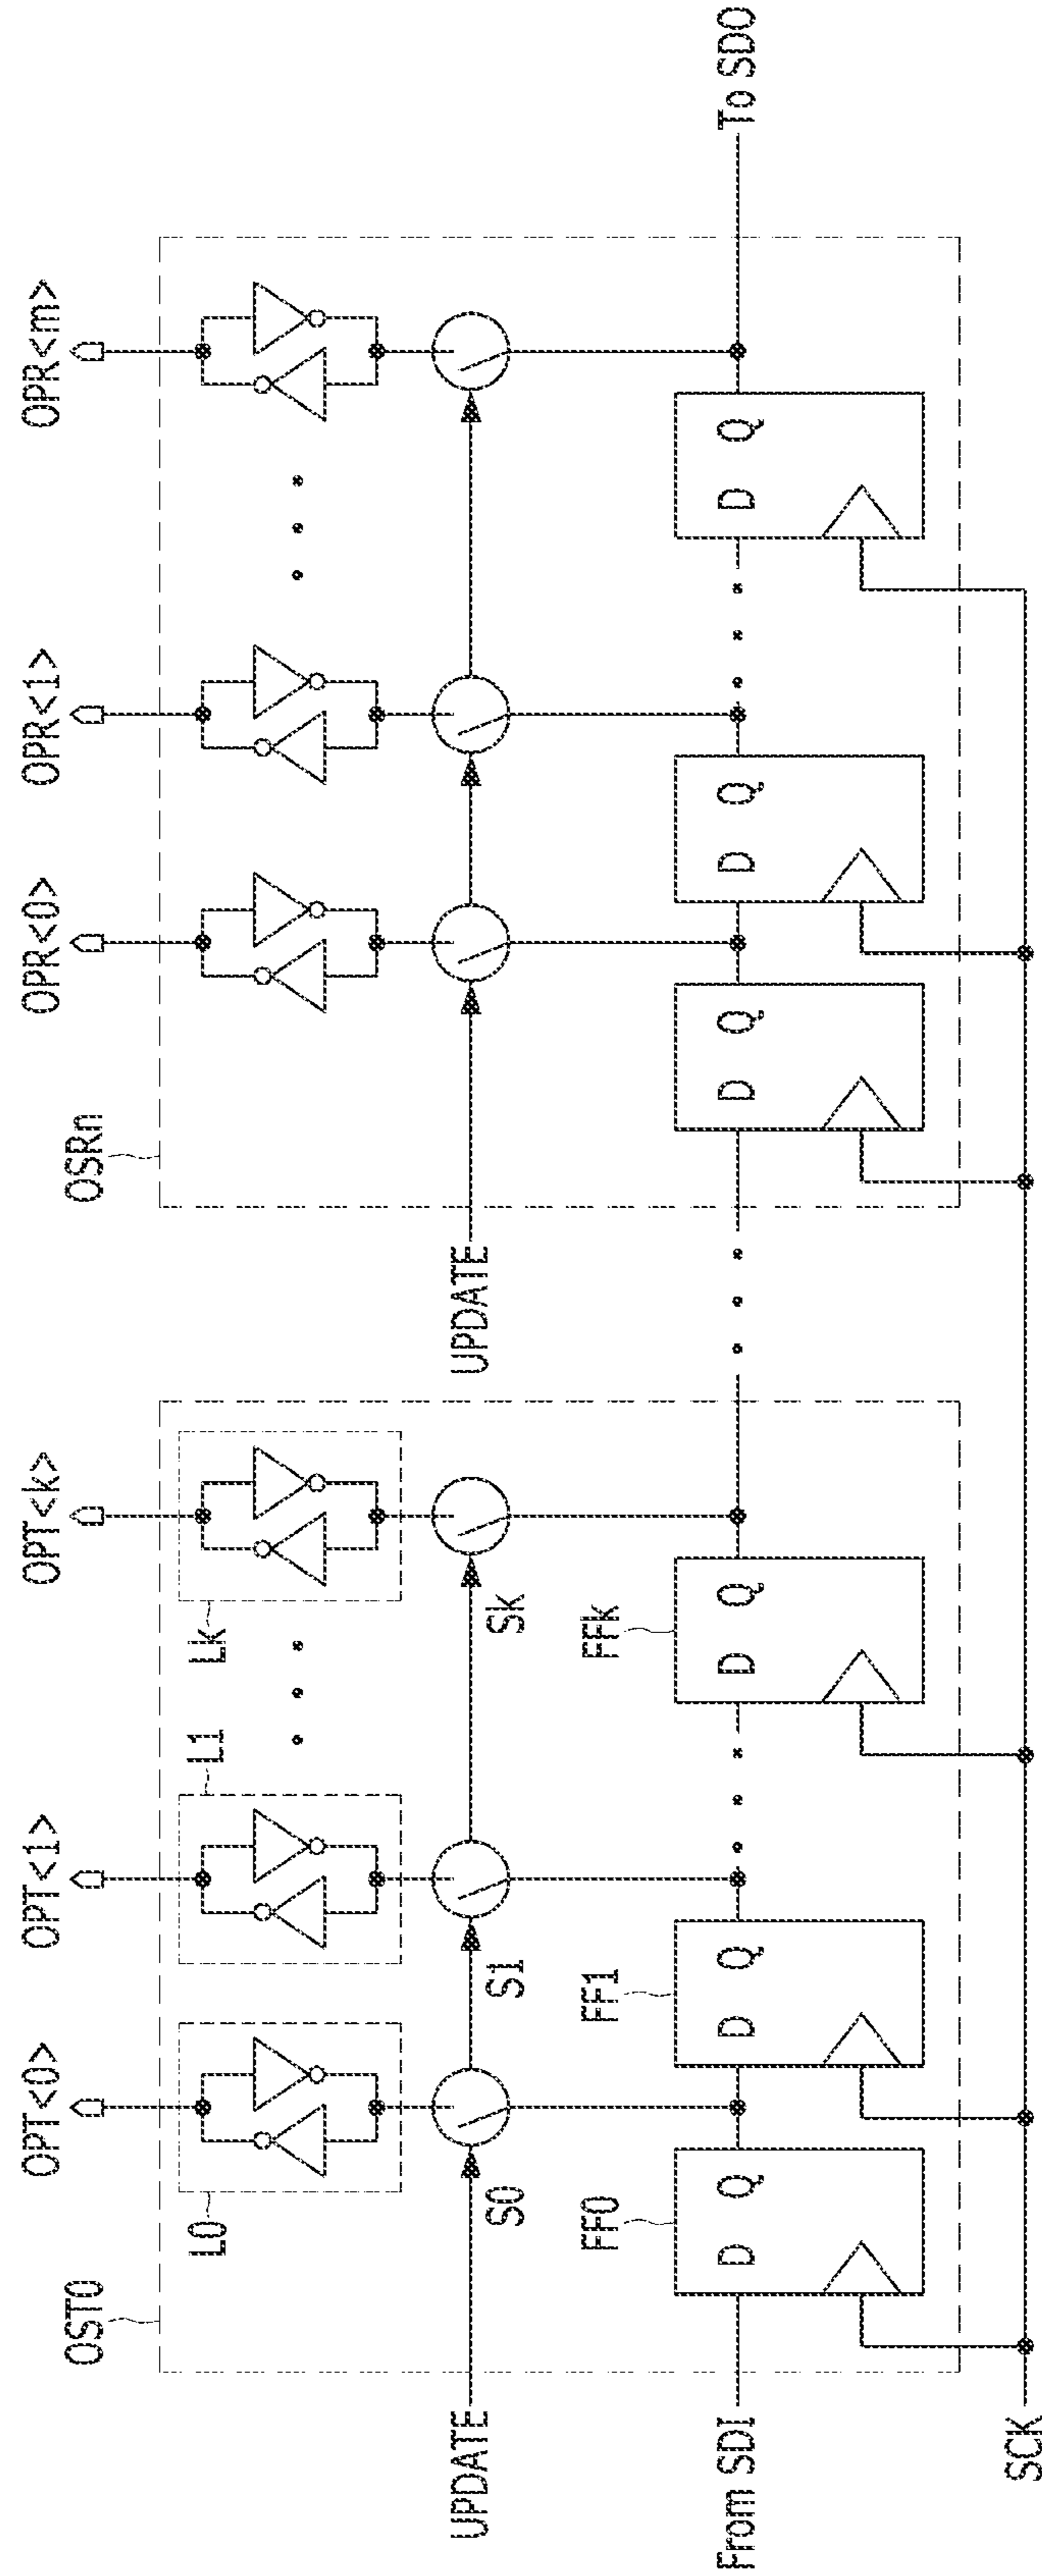 OPT<0>
OPT<1>
OPT<k>
OPR<0>
OPR<1>
OPR<m>
OST0
OSRn
L0
L1
Lk
UPDATE
S0
S1
Sk
UPDATE
FF0
FF1
FFk
From SDI
D Q
D Q
D Q
D Q
D Q
D Q
To SDO
SCK